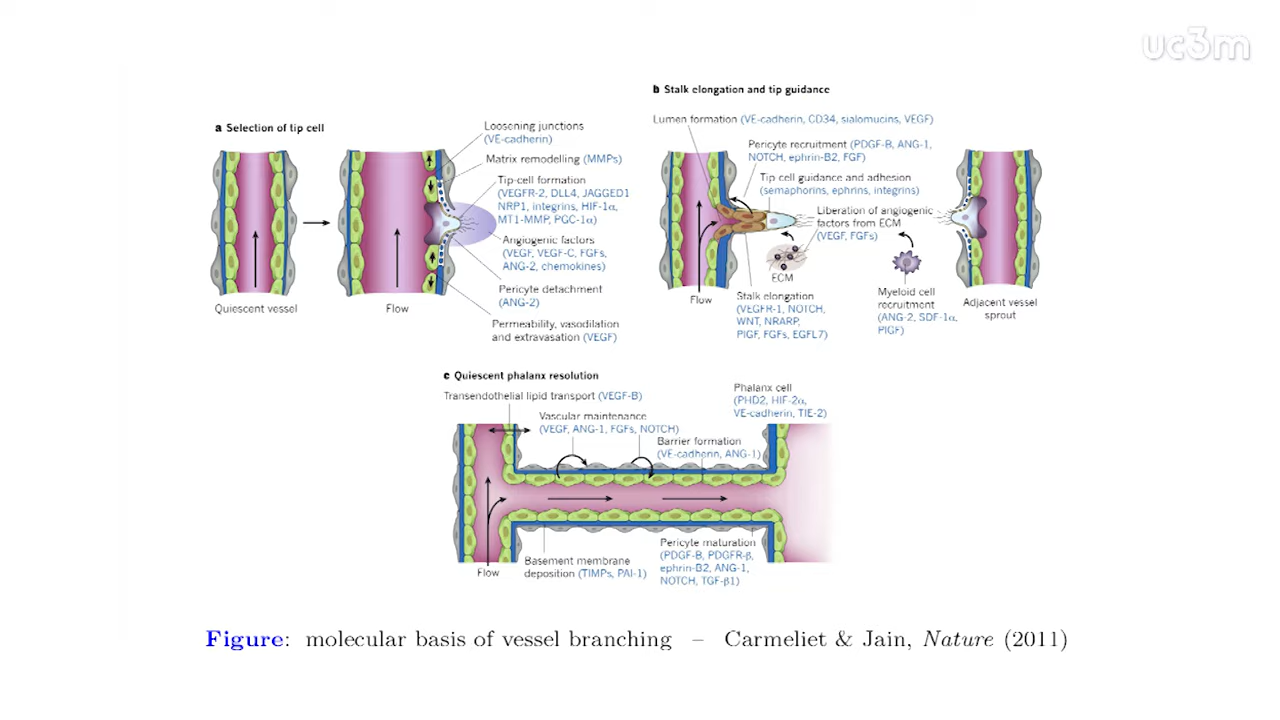 uc3m
a Selection of tip cell
Loosening junctions
(VE-cadherin)
Matrix remodelling (MMPs)
Tip-cell formation
(VEGFR-2, DLL4, JAGGED1
NRP1, integrins, HIF-1α,
MT1-MMP, PGC-1α)
Angiogenic factors
(VEGF, VEGF-C, FGFs,
ANG-2, chemokines)
Pericyte detachment
(ANG-2)
Permeability, vasodilation
and extravasation (VEGF)
Quiescent vessel
Flow
b Stalk elongation and tip guidance
Lumen formation (VE-cadherin, CD34, sialomucins, VEGF)
Pericyte recruitment (PDGF-B, ANG-1,
NOTCH, ephrin-B2, FGF)
Tip cell guidance and adhesion
(semaphorins, ephrins, integrins)
Liberation of angiogenic
factors from ECM
(VEGF, FGFs)
ECM
Flow
Stalk elongation
(VEGFR-1, NOTCH,
WNT, NRARP,
PlGF, FGFs, EGFL7)
Myeloid cell
recruitment
(ANG-2, SDF-1α,
PlGF)
Adjacent vessel
sprout
c Quiescent phalanx resolution
Transendothelial lipid transport (VEGF-B)
Vascular maintenance
(VEGF, ANG-1, FGFs, NOTCH)
Phalanx cell
(PHD2, HIF-2α,
VE-cadherin, TIE-2)
Barrier formation
(VE-cadherin, ANG-1)
Flow
Basement membrane
deposition (TIMPs, PAI-1)
Pericyte maturation
(PDGF-B, PDGFR-β,
ephrin-B2, ANG-1,
NOTCH, TGF-β1)
Figure: molecular basis of vessel branching – Carmeliet & Jain, Nature (2011)